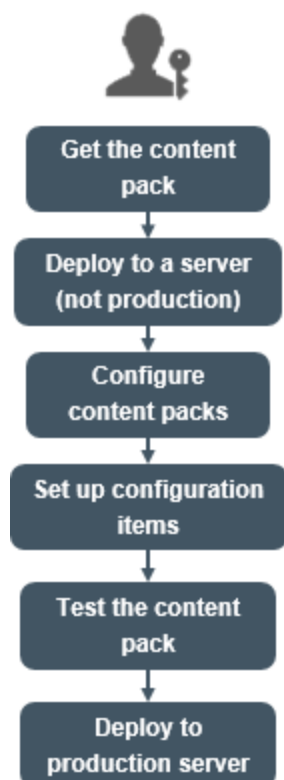 Get the content
pack
Deploy to a server
(not production)
Configure
content packs
Set up configuration
items
Test the content
pack
Deploy to
production server